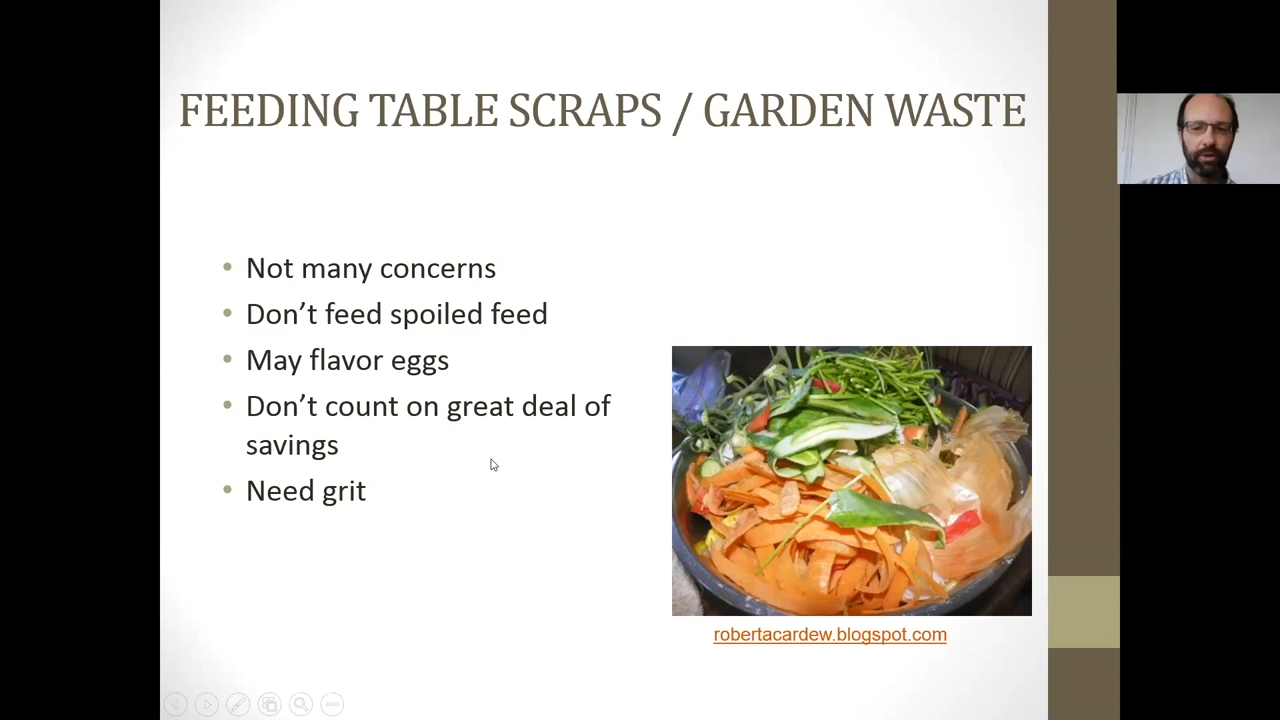 FEEDING TABLE SCRAPS / GARDEN WASTE
• Not many concerns
• Don’t feed spoiled feed
• May flavor eggs
• Don’t count on great deal of
savings
• Need grit
robertacardew.blogspot.com